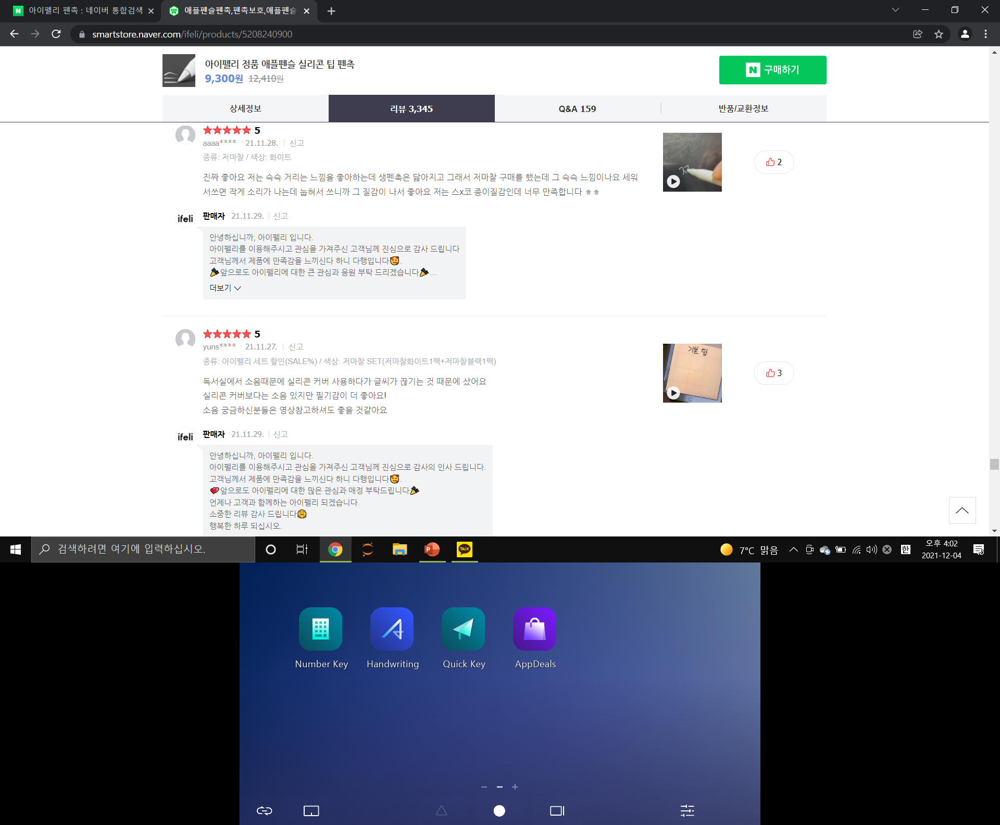 아이펠리 펜촉 : 네이버 통합검색
애플펜슬펜촉,펜촉보호,애플펜슬
smartstore.naver.com/ifeli/products/5208240900
아이펠리 정품 애플펜슬 실리콘 팁 펜촉
9,300원 12,410원
N 구매하기
상세정보
리뷰 3,345
Q&A 159
반품/교환정보
5
aaaa**** · 21.11.28. | 신고
종류: 저마찰 / 색상: 화이트
진짜 좋아요 저는 슥슥 거리는 느낌을 좋아하는데 생펜촉은 닳아지고 그래서 저마찰 구매를 했는데 그 슥슥 느낌이나요 세워
서쓰면 작게 소리가 나는데 눕혀서 쓰니까 그 질감이 나서 좋아요 저는 스x코 종이질감인데 너무 만족합니다 ㅎㅎ
2
ifeli 판매자 21.11.29. | 신고
안녕하십니까, 아이펠리 입니다.
아이펠리를 이용해주시고 관심을 가져주신 고객님께 진심으로 감사 드립니다
고객님께서 제품에 만족감을 느끼신다 하니 다행입니다🥰.
🎉앞으로도 아이펠리에 대한 큰 관심과 응원 부탁 드리겠습니다🎉...
더보기
5
yuns**** · 21.11.27. | 신고
종류: 아이펠리 세트 할인(SALE%) / 색상: 저마찰 SET(저마찰화이트1팩+저마찰블랙1팩)
독서실에서 소음때문에 실리콘 커버 사용하다가 글씨가 끊기는 것 때문에 샀어요
실리콘 커버보다는 소음 있지만 필기감이 더 좋아요!
소음 궁금하신분들은 영상참고하셔도 좋을 것같아요
3
ifeli 판매자 21.11.29. | 신고
안녕하십니까, 아이펠리 입니다.
아이펠리를 이용해주시고 관심을 가져주신 고객님께 진심으로 감사의 인사 드립니다.
고객님께서 제품에 만족감을 느끼신다 하니 다행입니다🥰.
💕앞으로도 아이펠리에 대한 많은 관심과 애정 부탁드립니다🎉
언제나 고객과 함께하는 아이펠리 되겠습니다.
소중한 리뷰 감사 드립니다🤗
행복한 하루 되십시오.
검색하려면 여기에 입력하십시오.
TALK
7°C 맑음
한
오후 4:02
2021-12-04
Number Key
Handwriting
Quick Key
AppDeals